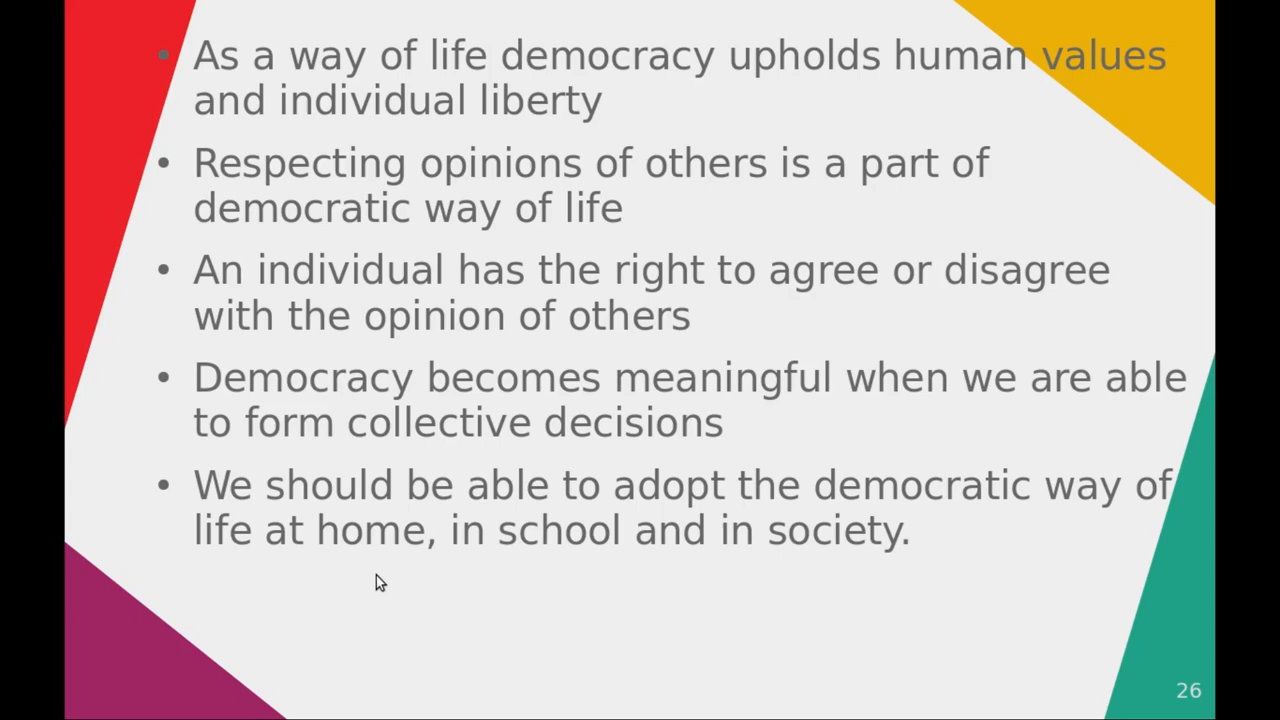 • As a way of life democracy upholds human values
and individual liberty
• Respecting opinions of others is a part of
democratic way of life
• An individual has the right to agree or disagree
with the opinion of others
• Democracy becomes meaningful when we are able
to form collective decisions
• We should be able to adopt the democratic way of
life at home, in school and in society.
26